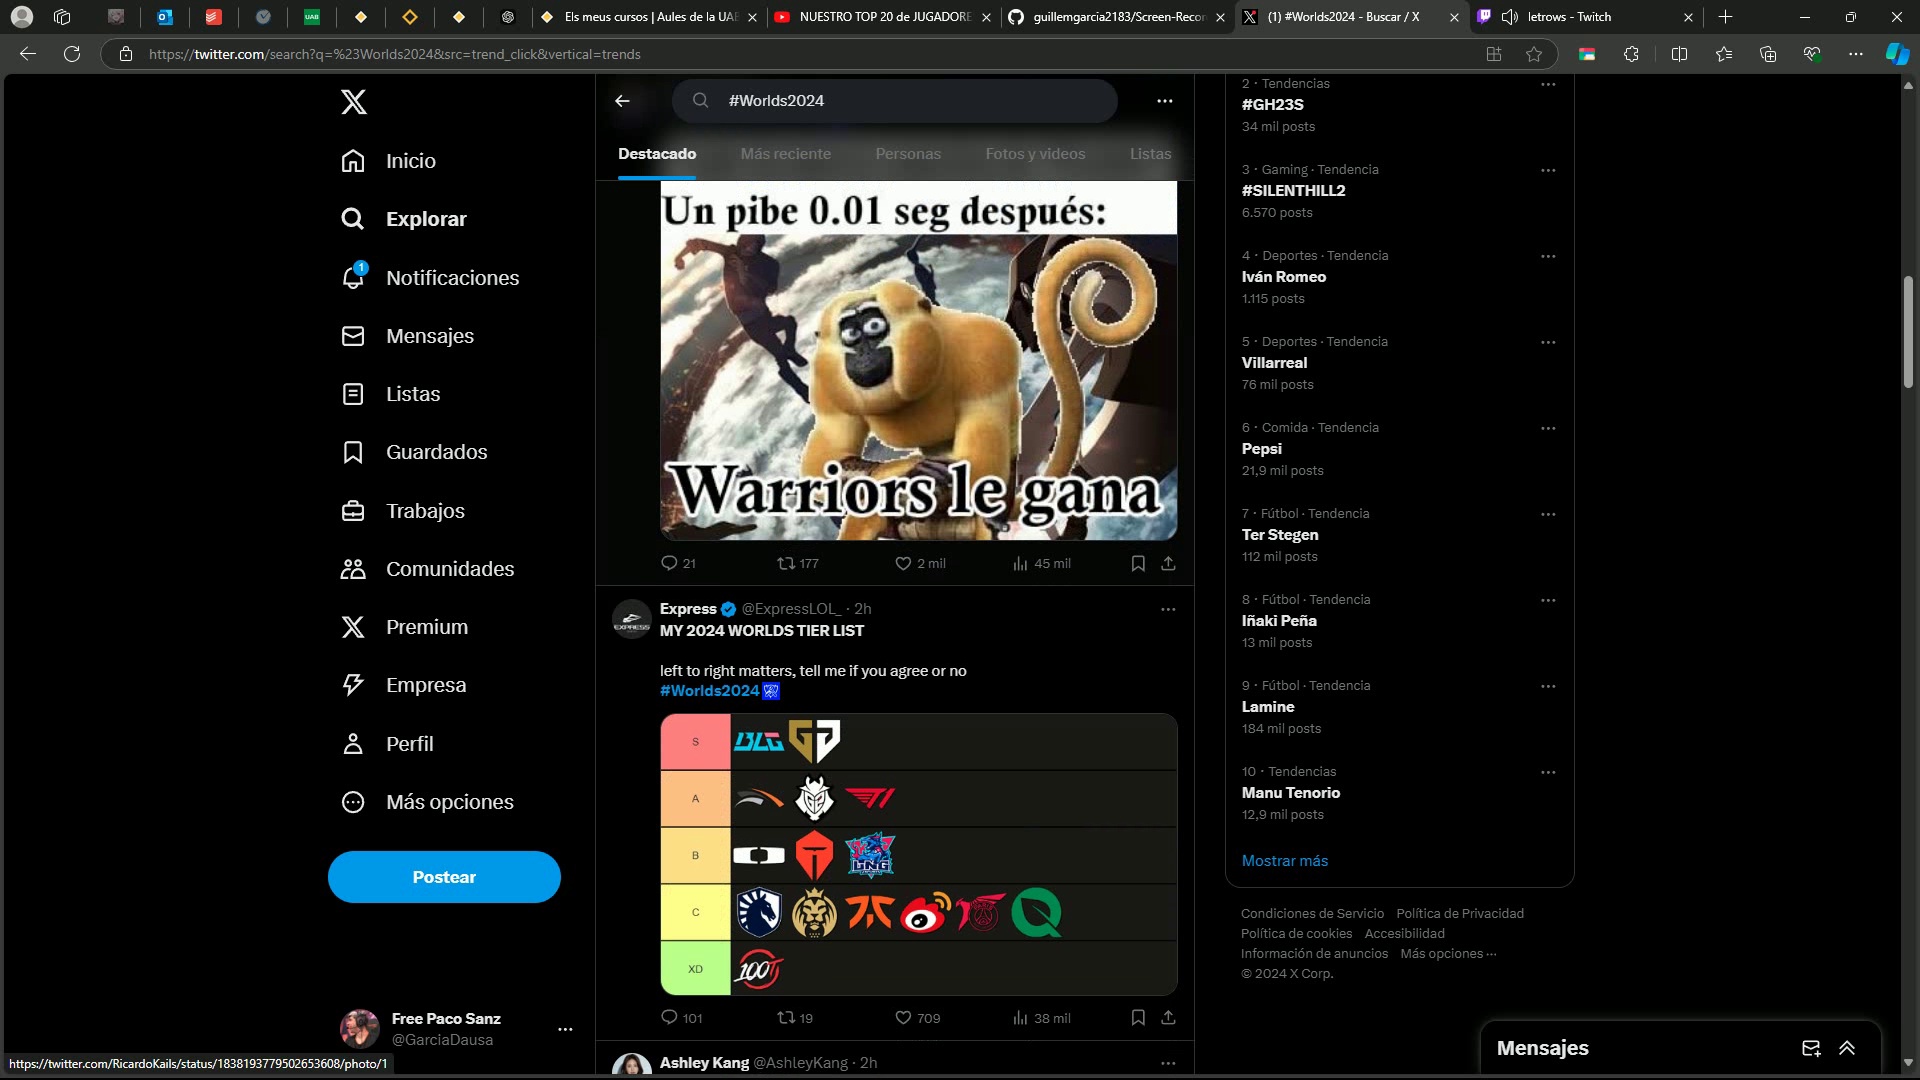 Els meus cursos | Aules de la UAB
NUESTRO TOP 20 de JUGADORE
guillemgarcia2183/Screen-Recor
(1) #Worlds2024 - Buscar / X
letrows - Twitch
https://twitter.com/search?q=%23Worlds2024&src=trend_click&vertical=trends
Inicio
Explorar
1
Notificaciones
Mensajes
Listas
Guardados
Trabajos
Comunidades
Premium
Empresa
Perfil
Más opciones
Postear
Free Paco Sanz
@GarciaDausa
https://twitter.com/RicardoKails/status/1838193779502653608/photo/1
#Worlds2024
Destacado
Más reciente
Personas
Fotos y videos
Listas
Un pibe 0.01 seg después:
Warriors le gana
21
177
2 mil
45 mil
Express @ExpressLOL_ · 2h
MY 2024 WORLDS TIER LIST
left to right matters, tell me if you agree or no
#Worlds2024
S
BLG
A
T1
B
LNG
C
XD
100T
101
19
709
38 mil
Ashley Kang @AshleyKang · 2h
2 · Tendencias
#GH23S
34 mil posts
3 · Gaming · Tendencia
#SILENTHILL2
6.570 posts
4 · Deportes · Tendencia
Iván Romeo
1.115 posts
5 · Deportes · Tendencia
Villarreal
76 mil posts
6 · Comida · Tendencia
Pepsi
21,9 mil posts
7 · Fútbol · Tendencia
Ter Stegen
112 mil posts
8 · Fútbol · Tendencia
Iñaki Peña
13 mil posts
9 · Fútbol · Tendencia
Lamine
184 mil posts
10 · Tendencias
Manu Tenorio
12,9 mil posts
Mostrar más
Condiciones de Servicio Política de Privacidad
Política de cookies Accesibilidad
Información de anuncios Más opciones ···
© 2024 X Corp.
Mensajes